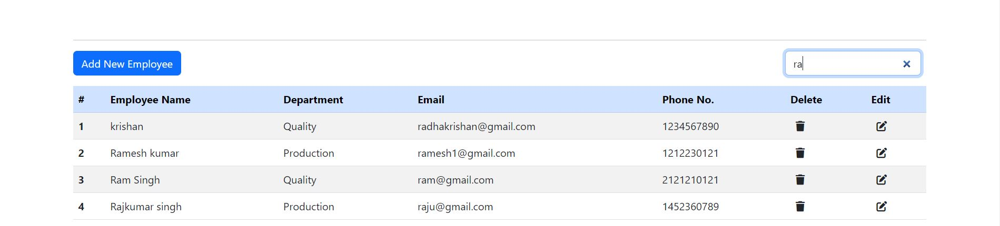 Add New Employee ra
# Employee Name Department Email Phone No. Delete Edit
1 krishan Quality radhakrishan@gmail.com 1234567890
2 Ramesh kumar Production ramesh1@gmail.com 1212230121
3 Ram Singh Quality ram@gmail.com 2121210121
4 Rajkumar singh Production raju@gmail.com 1452360789